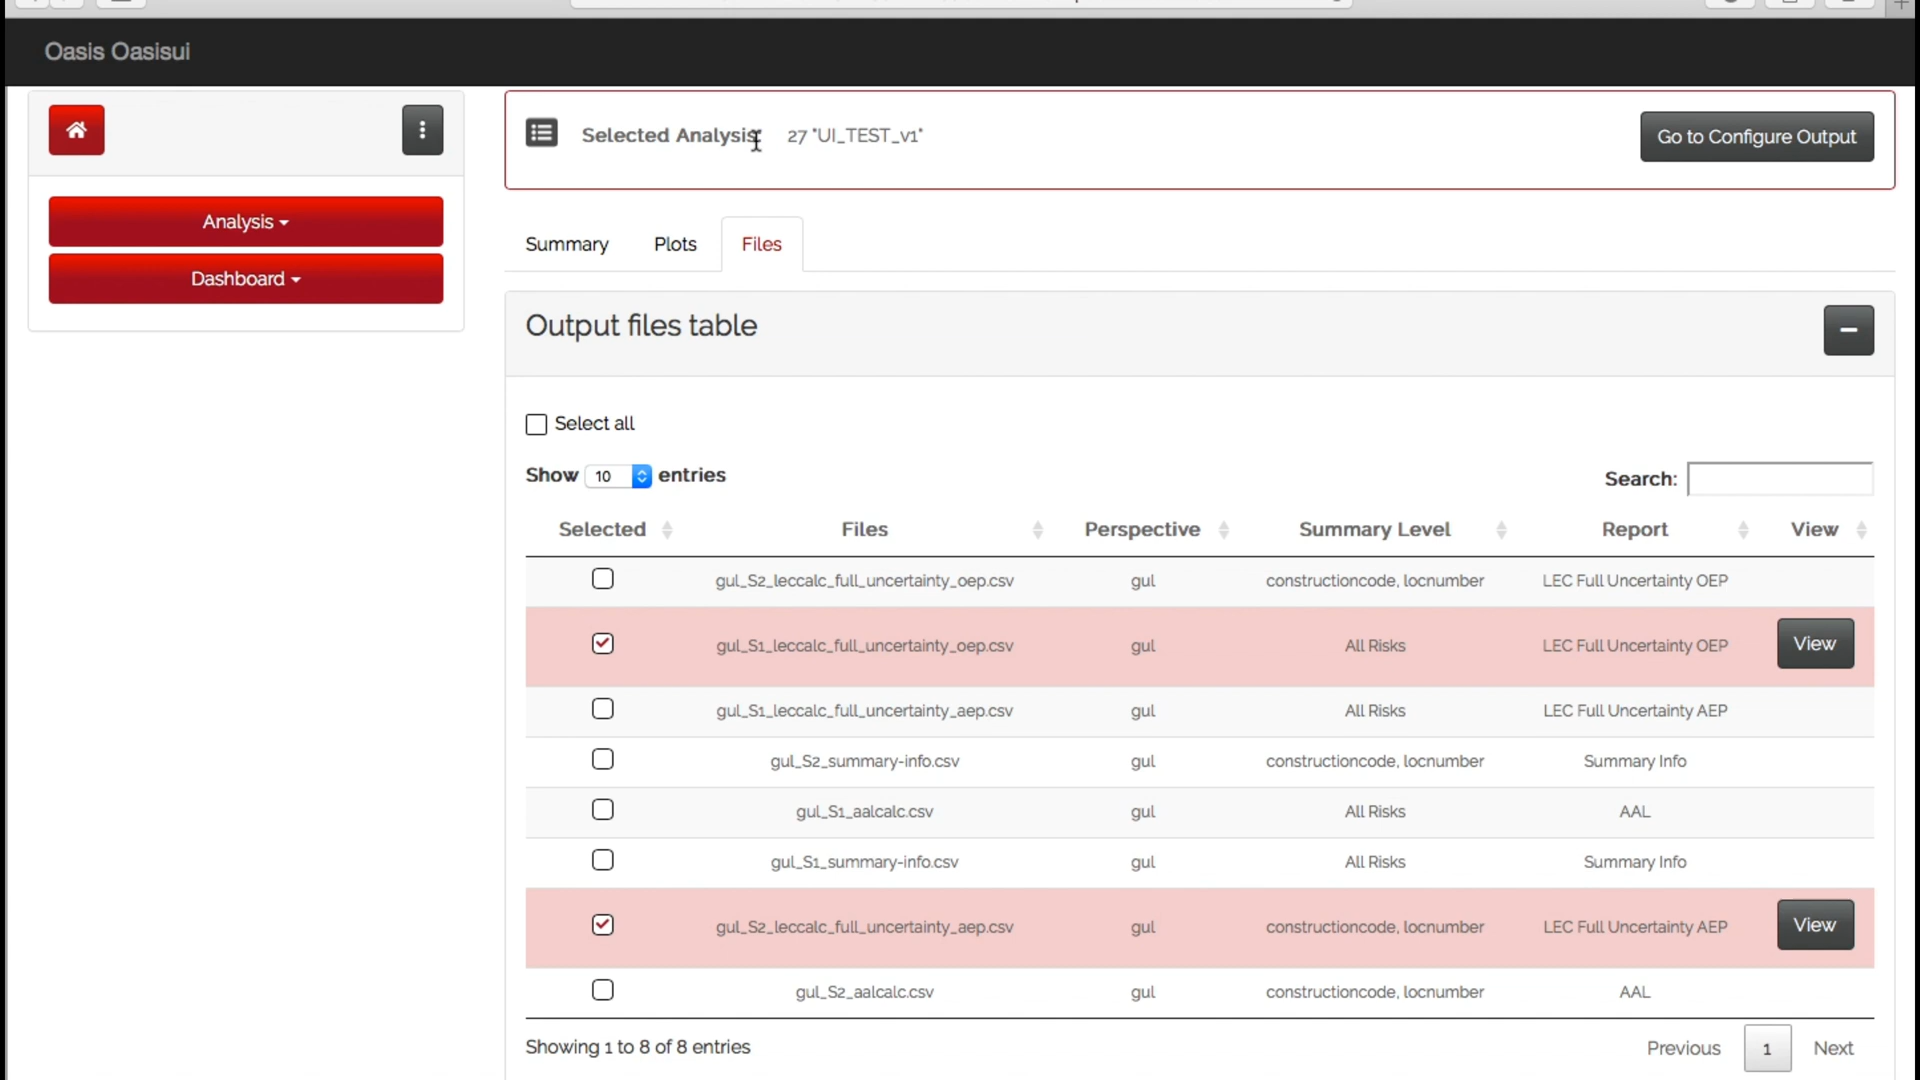 Oasis Oasisui
Analysis
Dashboard
Selected Analysis: 27 "UI_TEST_v1"
Go to Configure Output
Summary Plots Files
Output files table
Select all
Show 10 entries
Search:
Selected Files Perspective Summary Level Report View
gul_S2_leccalc_full_uncertainty_oep.csv gul constructioncode, locnumber LEC Full Uncertainty OEP
gul_S1_leccalc_full_uncertainty_oep.csv gul All Risks LEC Full Uncertainty OEP View
gul_S1_leccalc_full_uncertainty_aep.csv gul All Risks LEC Full Uncertainty AEP
gul_S2_summary-info.csv gul constructioncode, locnumber Summary Info
gul_S1_aalcalc.csv gul All Risks AAL
gul_S1_summary-info.csv gul All Risks Summary Info
gul_S2_leccalc_full_uncertainty_aep.csv gul constructioncode, locnumber LEC Full Uncertainty AEP View
gul_S2_aalcalc.csv gul constructioncode, locnumber AAL
Showing 1 to 8 of 8 entries
Previous 1 Next